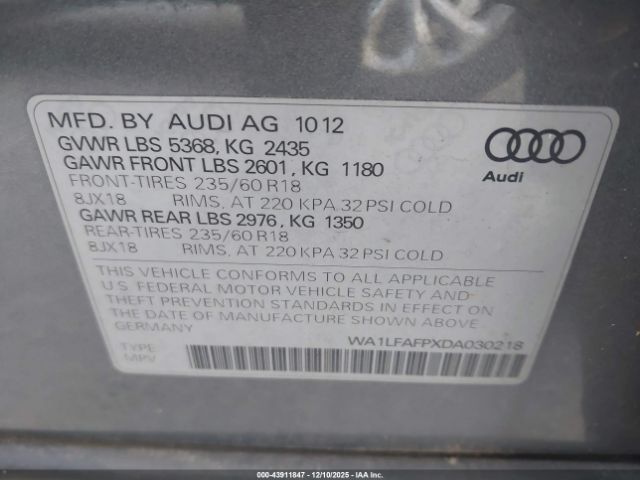 MFD. BY AUDI AG 10 12
GVWR LBS 5368, KG 2435
GAWR FRONT LBS 2601, KG 1180
FRONT-TIRES 235/60 R18
8JX18 RIMS, AT 220 KPA 32 PSI COLD
GAWR REAR LBS 2976, KG 1350
REAR-TIRES 235/60 R18
8JX18 RIMS, AT 220 KPA 32 PSI COLD
Audi
THIS VEHICLE CONFORMS TO ALL APPLICABLE
U.S. FEDERAL MOTOR VEHICLE SAFETY AND
THEFT PREVENTION STANDARDS IN EFFECT ON
THE DATE OF MANUFACTURE SHOWN ABOVE
GERMANY
TYPE WA1LFAFPXDA030218
MPV
000-43911847 - 12/10/2025 - IAA Inc.